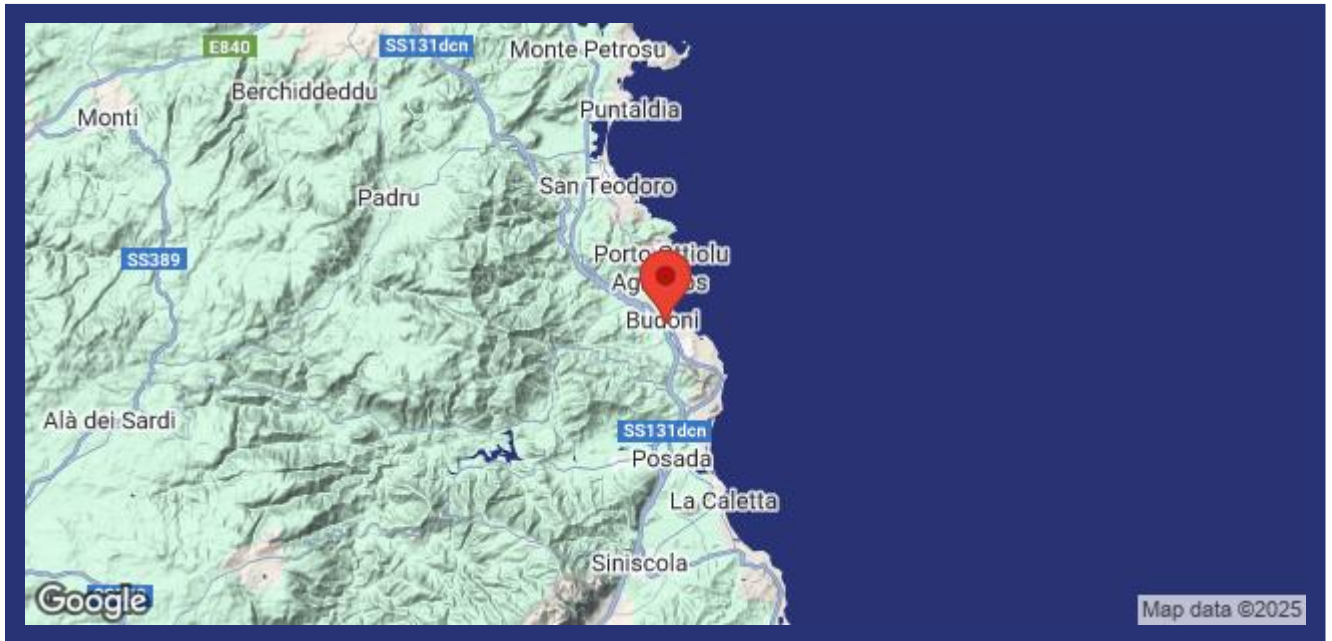 E840
SS131dcn
Monte Petrosu
Berchiddeddu
Monti
Puntaldia
San Teodoro
Padru
SS389
Budoni
Alà dei Sardi
SS131dcn
Posada
La Caletta
Siniscola
Porto
Google
Map data ©2025